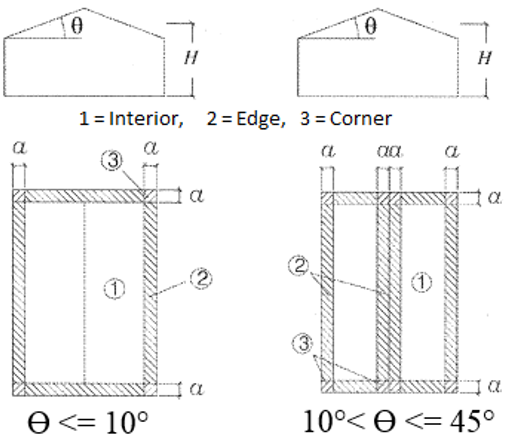 θ H θ H
1 = Interior, 2 = Edge, 3 = Corner
a a a aa a
③ a a
② ②
① ①
③
a a
Θ <= 10° 10°< Θ <= 45°